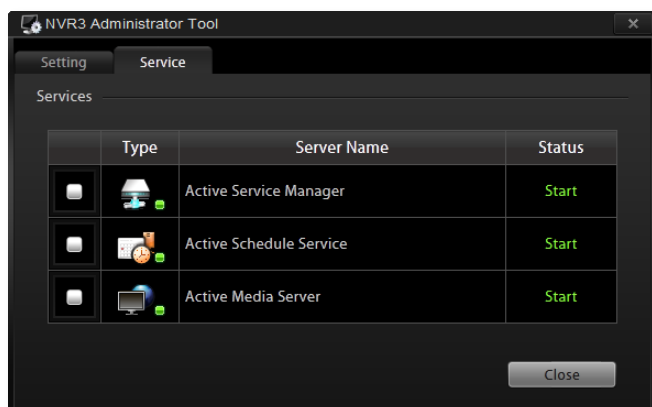 NVR3 Administrator Tool
Setting Service
Services
Type Server Name Status
Active Service Manager Start
Active Schedule Service Start
Active Media Server Start
Close